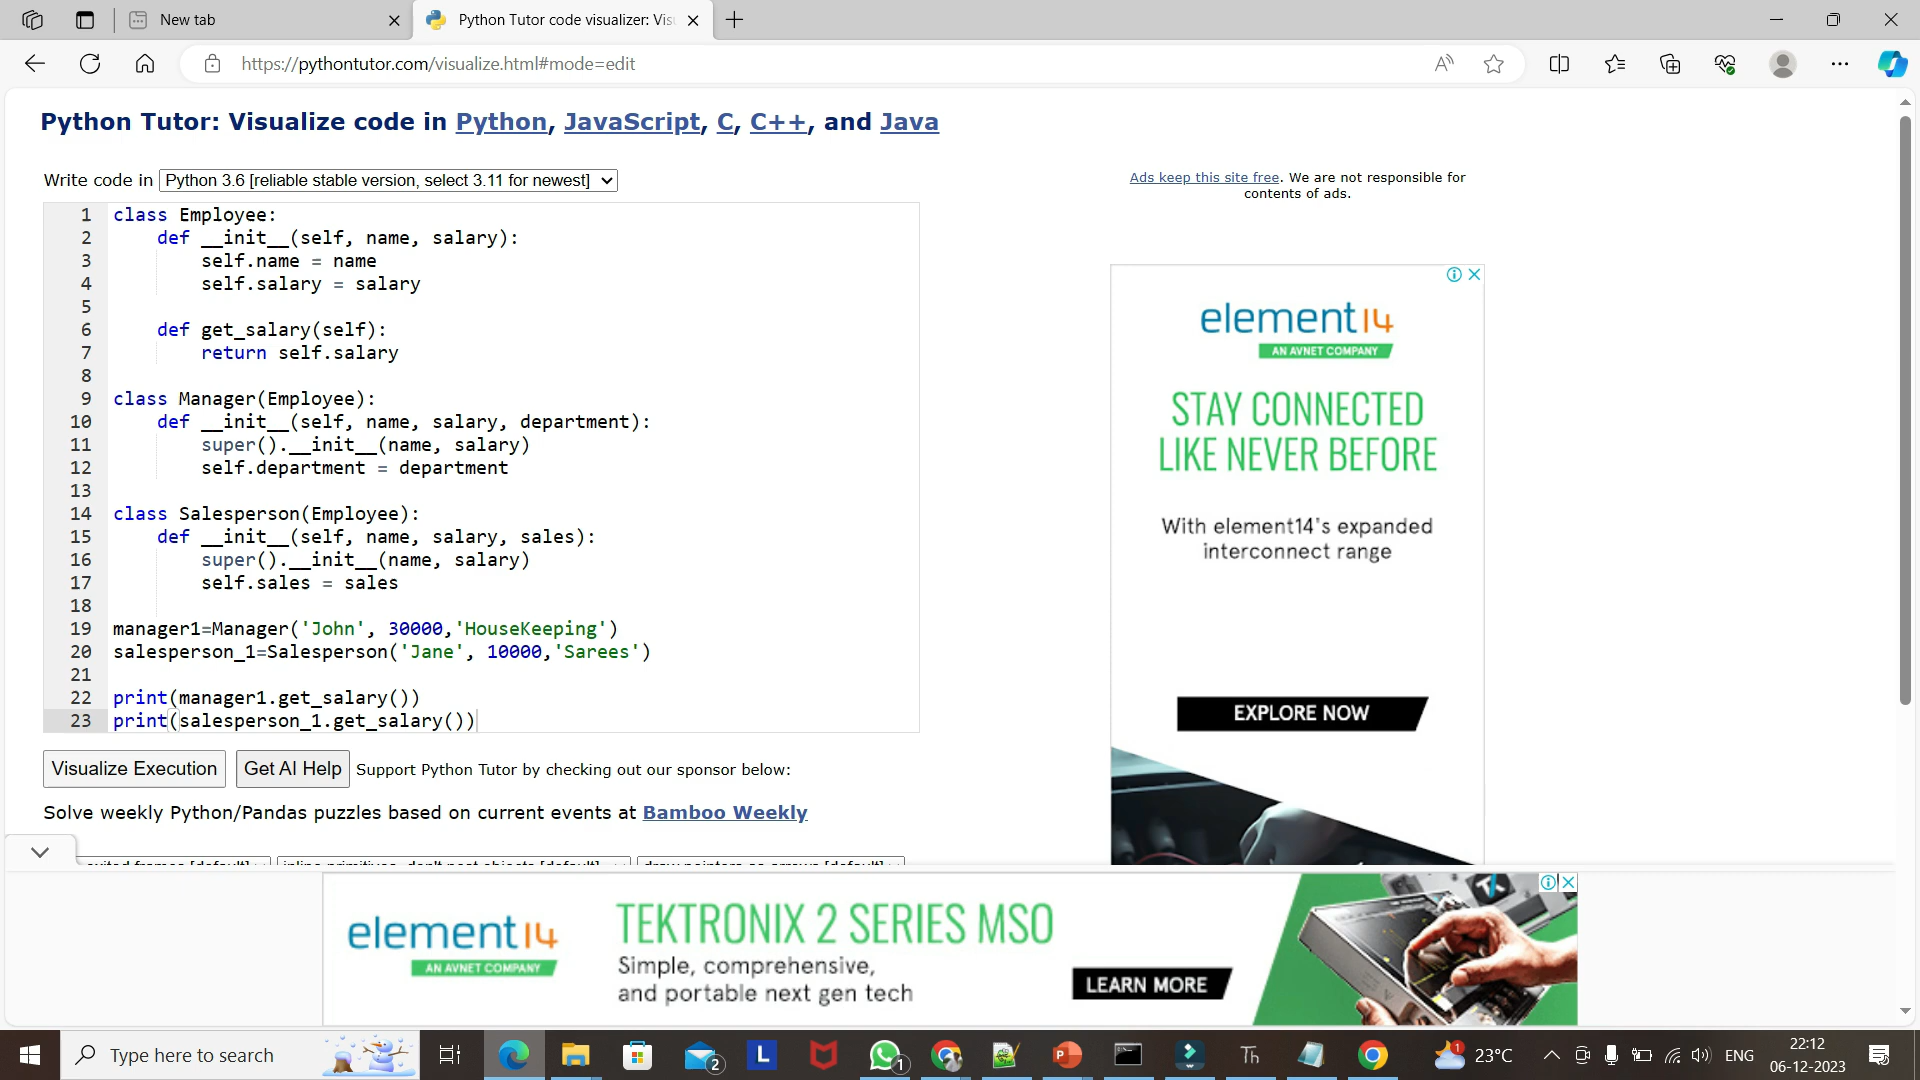 New tab
Python Tutor code visualizer: Vis
https://pythontutor.com/visualize.html#mode=edit
Python Tutor: Visualize code in Python, JavaScript, C, C++, and Java
Write code in Python 3.6 [reliable stable version, select 3.11 for newest]
Ads keep this site free. We are not responsible for
contents of ads.
1 class Employee:
2 def __init__(self, name, salary):
3 self.name = name
4 self.salary = salary
5
6 def get_salary(self):
7 return self.salary
8
9 class Manager(Employee):
10 def __init__(self, name, salary, department):
11 super().__init__(name, salary)
12 self.department = department
13
14 class Salesperson(Employee):
15 def __init__(self, name, salary, sales):
16 super().__init__(name, salary)
17 self.sales = sales
18
19 manager1=Manager('John', 30000,'HouseKeeping')
20 salesperson_1=Salesperson('Jane', 10000,'Sarees')
21
22 print(manager1.get_salary())
23 print(salesperson_1.get_salary())
element14
AN AVNET COMPANY
STAY CONNECTED
LIKE NEVER BEFORE
With element14's expanded
interconnect range
EXPLORE NOW
Visualize Execution Get AI Help Support Python Tutor by checking out our sponsor below:
Solve weekly Python/Pandas puzzles based on current events at Bamboo Weekly
element14
AN AVNET COMPANY
TEKTRONIX 2 SERIES MSO
Simple, comprehensive,
and portable next gen tech
LEARN MORE
Type here to search
2
L
1
P
Th
1
23°C
ENG
22:12
06-12-2023